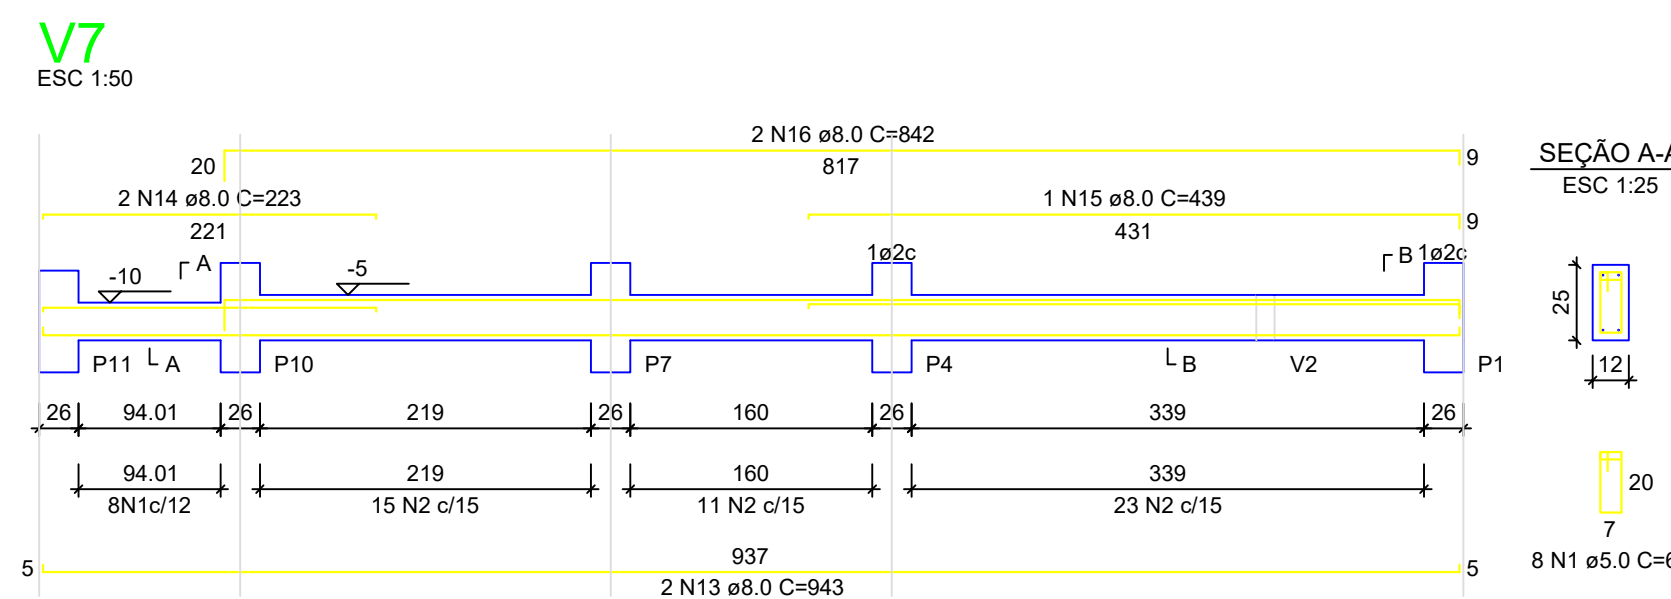 V7
ESC 1:50
2 N16 ø8.0 C=842
20
817
9
SEÇÃO A-A
ESC 1:25
2 N14 ø8.0 C=223
1 N15 ø8.0 C=439
221
431
9
A
-10
-5
1ø2c
B
1ø2c
25
P11
A
P10
P7
P4
B
V2
P1
12
26
94.01
26
219
26
160
26
339
26
94.01
219
160
339
8N1c/12
15 N2 c/15
11 N2 c/15
23 N2 c/15
20
7
937
8 N1 ø5.0 C=6
5
5
2 N13 ø8.0 C=943